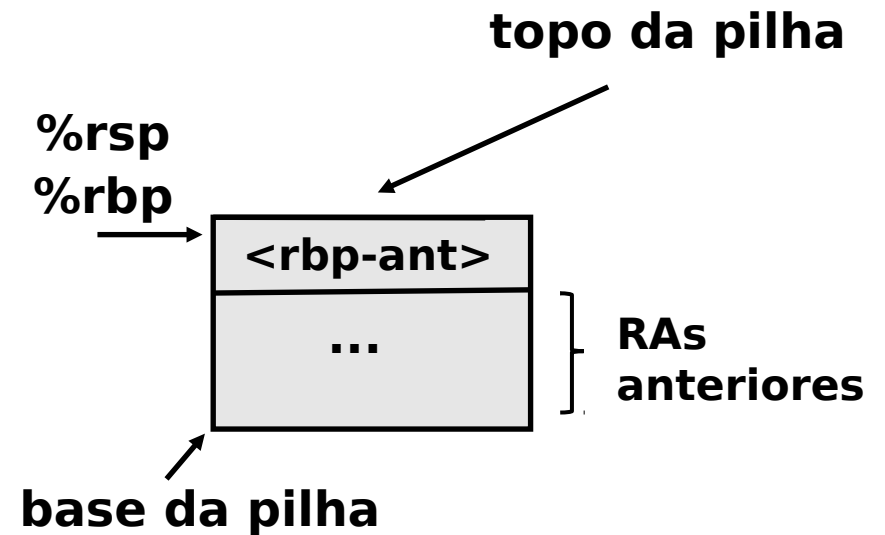 topo da pilha
%rsp
%rbp
<rbp-ant>
...
RAs
anteriores
base da pilha